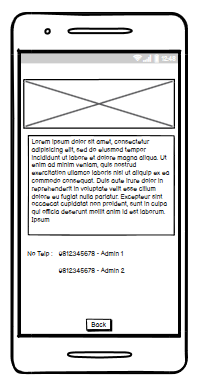 12:48
Lorem ipsum dolor sit amet, consectetur
adipisicing elit, sed do eiusmod tempor
incididunt ut labore et dolore magna aliqua. Ut
enim ad minim veniam, quis nostrud
exercitation ullamco laboris nisi ut aliquip ex ea
commodo consequat. Duis aute irure dolor in
reprehenderit in voluptate velit esse cillum
dolore eu fugiat nulla pariatur. Excepteur sint
occaecat cupidatat non proident, sunt in culpa
qui officia deserunt mollit anim id est laborum.
Ipsum
No Telp : 0812345678 - Admin 1
0812345678 - Admin 2
Back